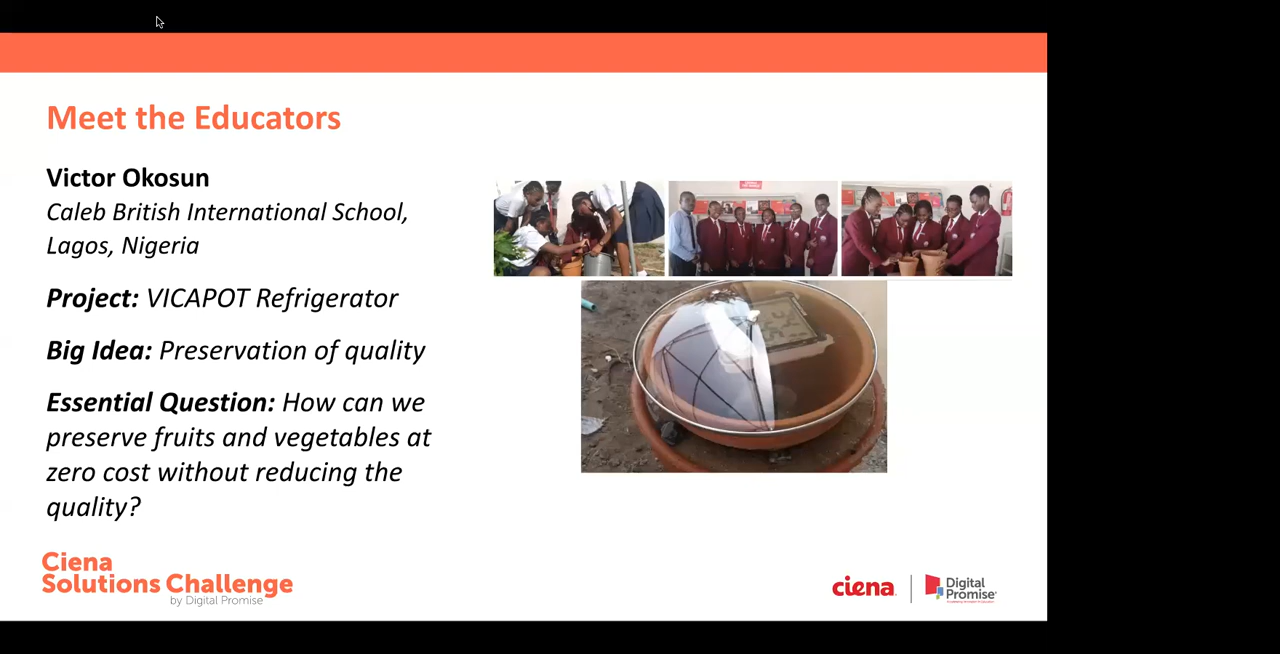 Meet the Educators
Victor Okosun
Caleb British International School,
Lagos, Nigeria
Project: VICAPOT Refrigerator
Big Idea: Preservation of quality
Essential Question: How can we
preserve fruits and vegetables at
zero cost without reducing the
quality?
Ciena
Solutions Challenge
by Digital Promise
ciena
Digital
Promise